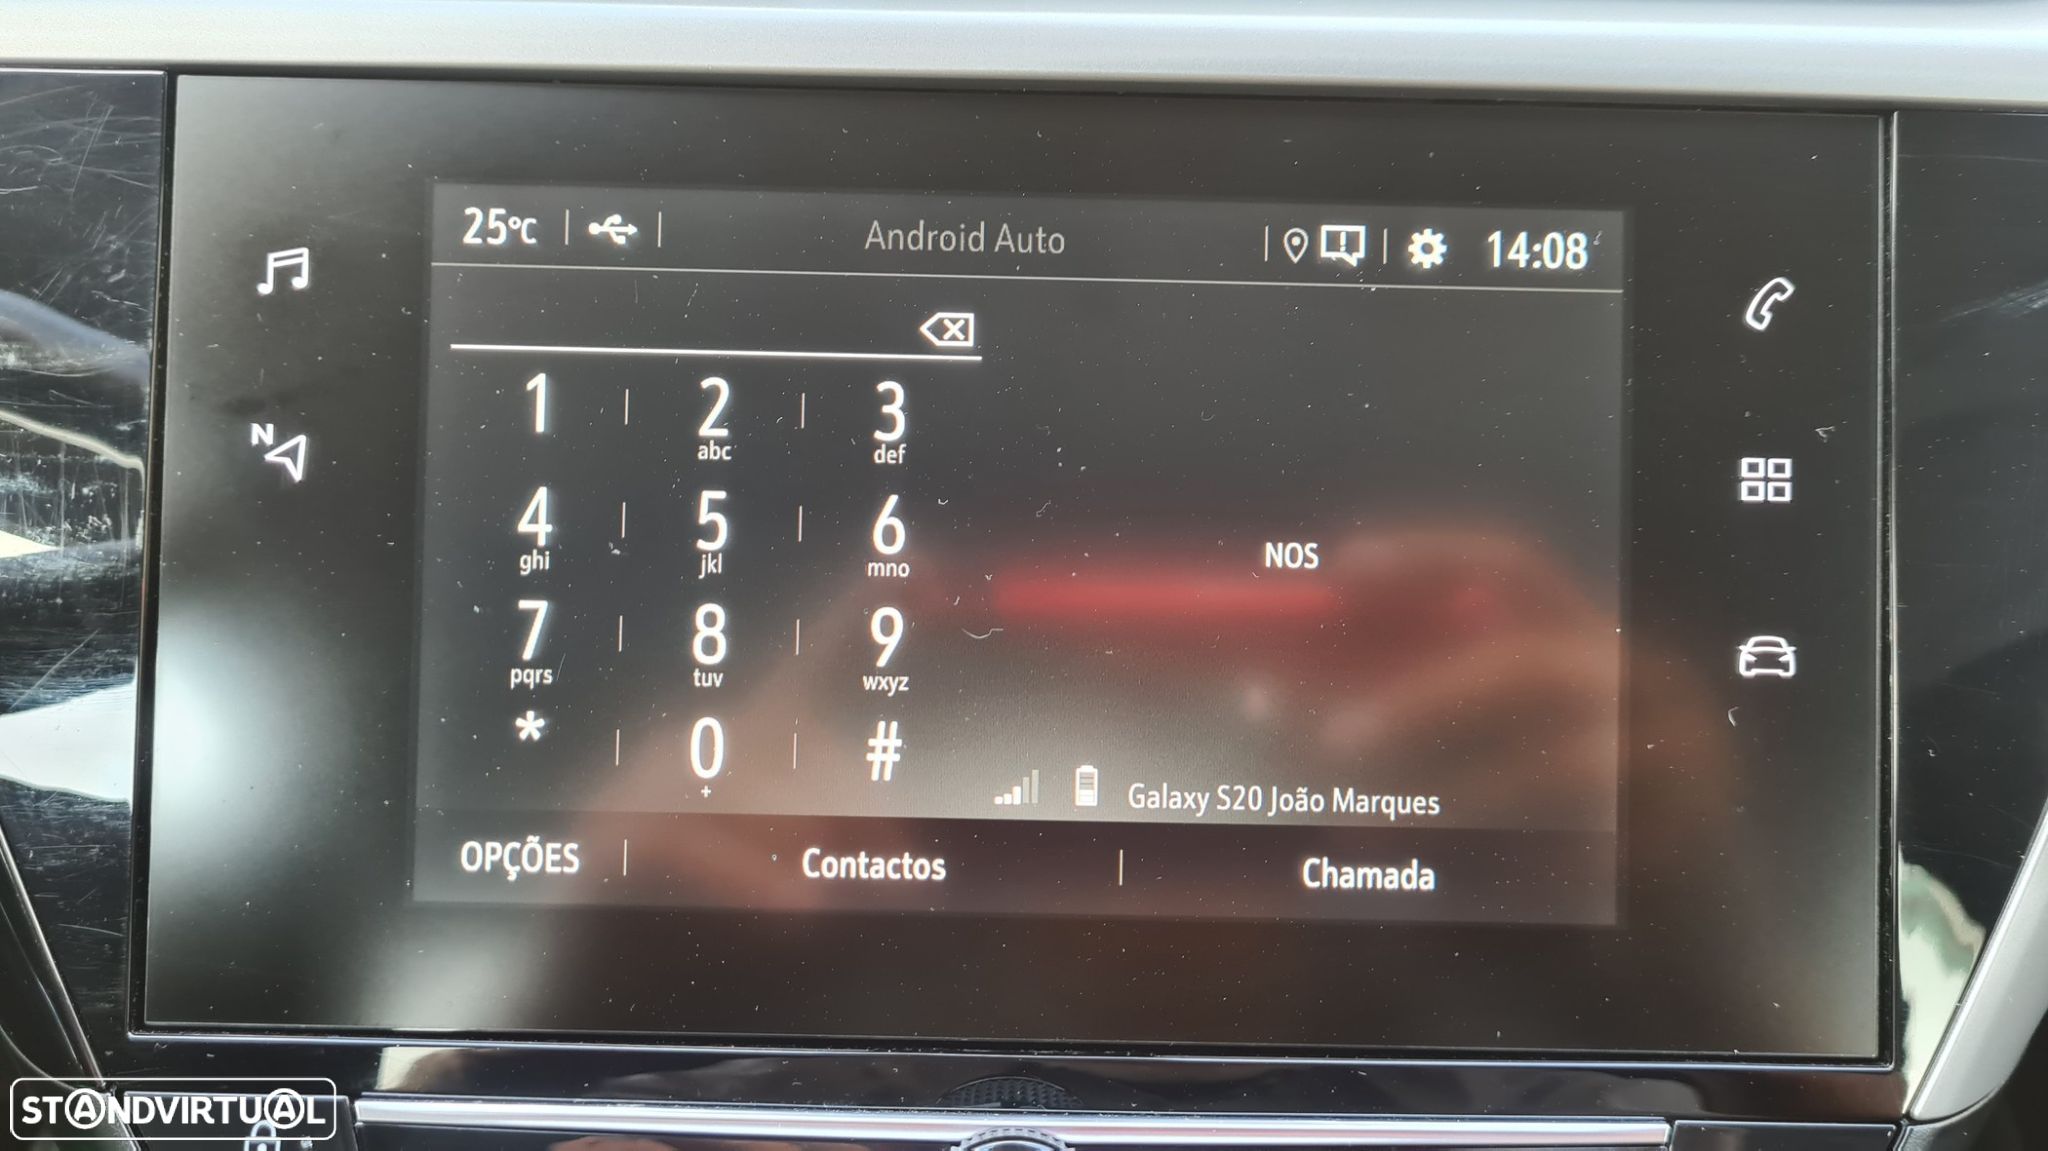 25°C Android Auto 14:08
N
1 2 3
abc def
4 5 6
ghi jkl mno
NOS
7 8 9
pqrs tuv wxyz
* 0 #
+
Galaxy S20 João Marques
OPÇÕES Contactos Chamada
STANDVIRTUAL